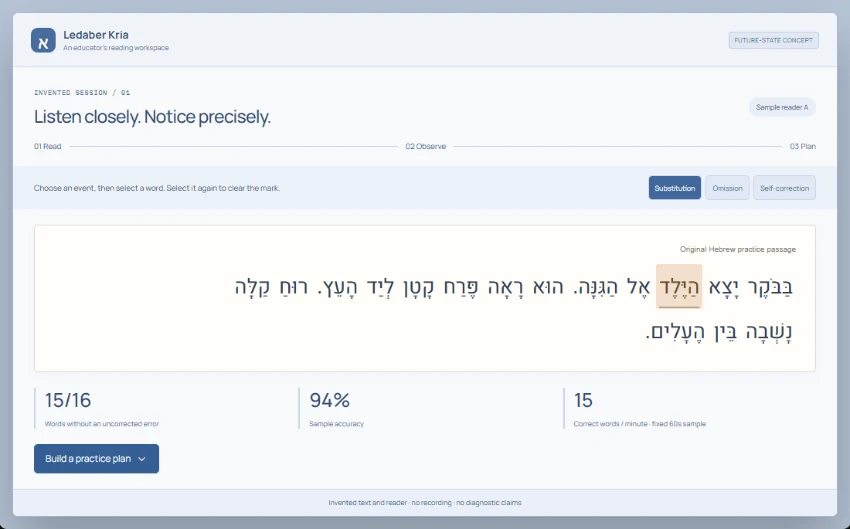 א
Ledaber Kria
An educator's reading workspace
FUTURE-STATE CONCEPT
INVENTED SESSION / 01
Listen closely. Notice precisely.
Sample reader A
01 Read
02 Observe
03 Plan
Choose an event, then select a word. Select it again to clear the mark.
Substitution
Omission
Self-correction
Original Hebrew practice passage
בַּבֹּקֶר יָצָא הַיֶּלֶד אֶל הַגִּנָּה. הוּא רָאָה פֶּרַח קָטָן לְיַד הָעֵץ. רוּחַ קַלָּה
נָשְׁבָה בֵּין הֶעָלִים.
15/16
Words without an uncorrected error
94%
Sample accuracy
15
Correct words / minute · fixed 60s sample
Build a practice plan
Invented text and reader · no recording · no diagnostic claims